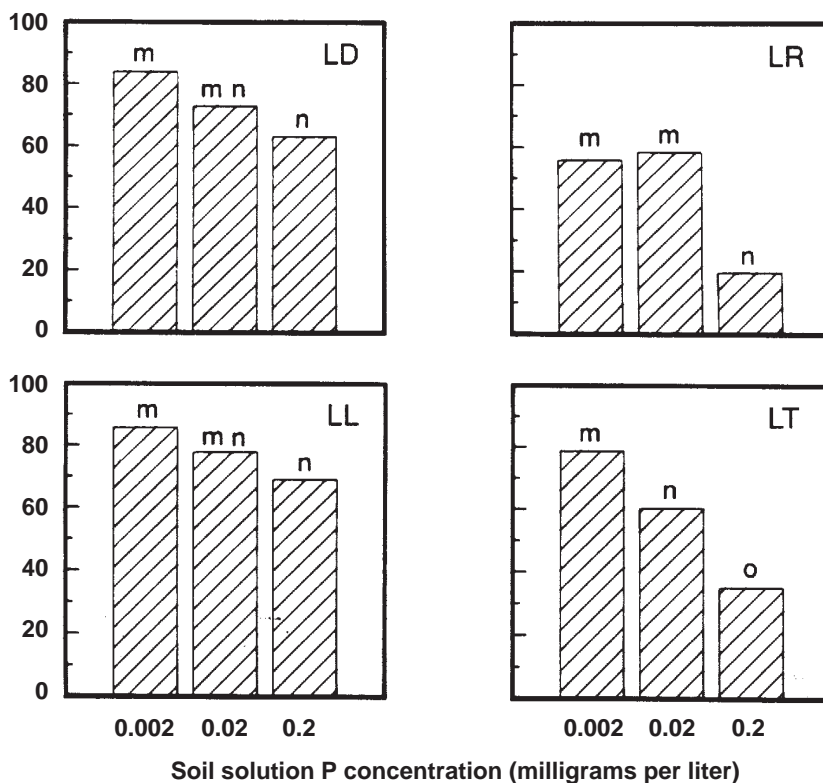 100
80
60
40
20
0
LD
m
m n
n
LR
m
m
n
100
80
60
40
20
0
LL
m
m n
n
LT
m
n
o
0.002 0.02 0.2
0.002 0.02 0.2
Soil solution P concentration (milligrams per liter)